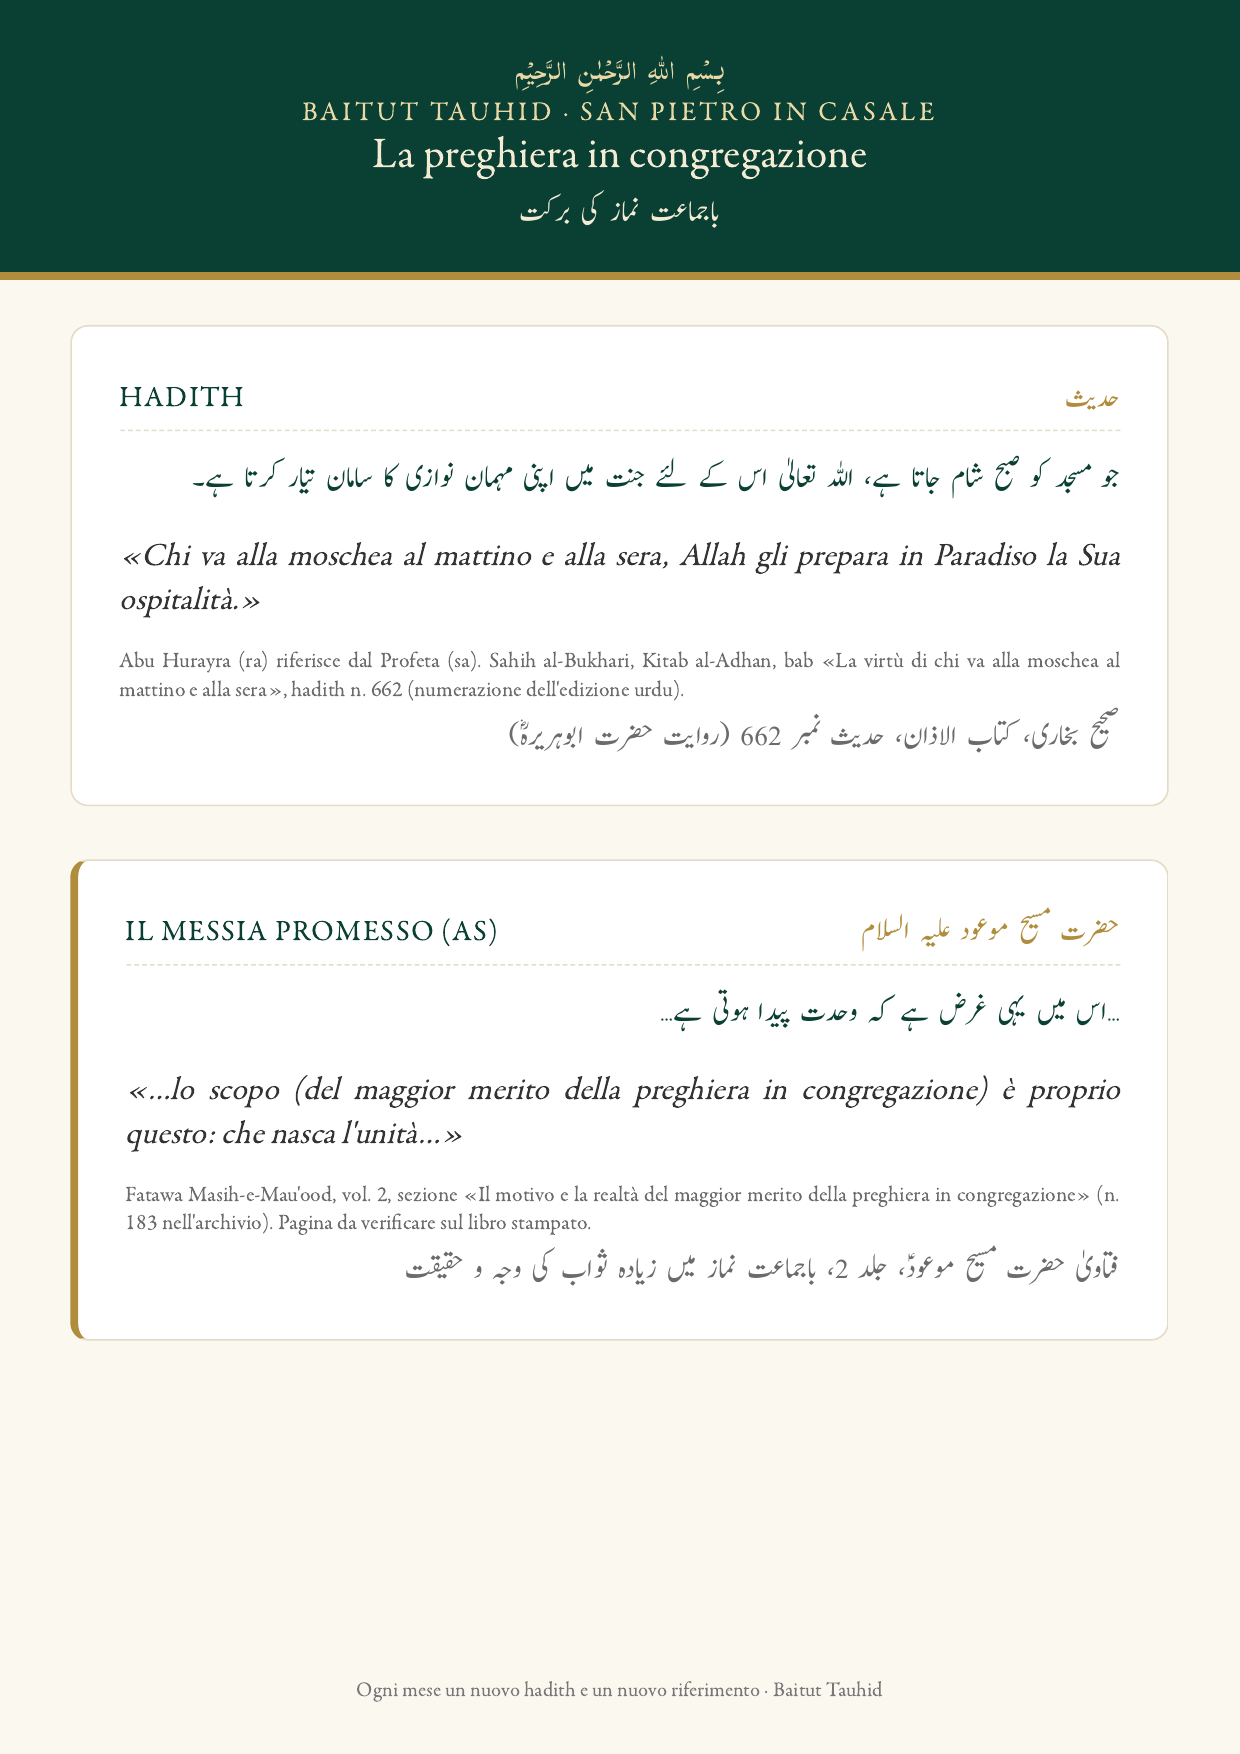 بِسْمِ اللّٰهِ الرَّحْمٰنِ الرَّحِيْمِ
BAITUT TAUHID · SAN PIETRO IN CASALE
La preghiera in congregazione
باجماعت نماز کی برکت
HADITH
حدیث
جو مسجد کو صبح شام جاتا ہے، اللہ تعالیٰ اس کے لئے جنت میں اپنی مہمان نوازی کا سامان تیّار کرتا ہے۔
«Chi va alla moschea al mattino e alla sera, Allah gli prepara in Paradiso la Sua
ospitalità.»
Abu Hurayra (ra) riferisce dal Profeta (sa). Sahih al-Bukhari, Kitab al-Adhan, bab «La virtù di chi va alla moschea al
mattino e alla sera», hadith n. 662 (numerazione dell'edizione urdu).
صحیح بخاری، کتاب الاذان، حدیث نمبر 662 (روایت حضرت ابوہریرہؓ)
IL MESSIA PROMESSO (AS)
حضرت مسیح موعود علیہ السلام
...اس میں یہی غرض ہے کہ وحدت پیدا ہوتی ہے...
«...lo scopo (del maggior merito della preghiera in congregazione) è proprio
questo: che nasca l'unità...»
Fatawa Masih-e-Mau'ood, vol. 2, sezione «Il motivo e la realtà del maggior merito della preghiera in congregazione» (n.
183 nell'archivio). Pagina da verificare sul libro stampato.
فتاویٰ حضرت مسیح موعودؑ، جلد 2، باجماعت نماز میں زیادہ ثواب کی وجہ و حقیقت
Ogni mese un nuovo hadith e un nuovo riferimento · Baitut Tauhid